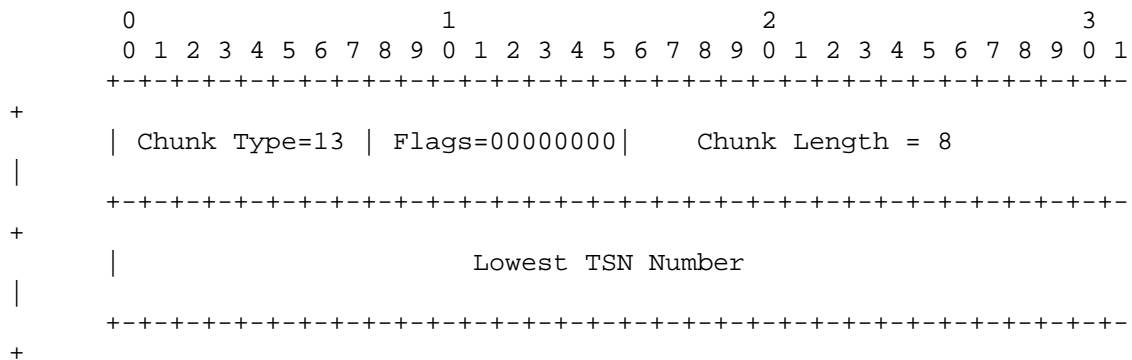 0                   1                   2                   3
 0 1 2 3 4 5 6 7 8 9 0 1 2 3 4 5 6 7 8 9 0 1 2 3 4 5 6 7 8 9 0 1
+-+-+-+-+-+-+-+-+-+-+-+-+-+-+-+-+-+-+-+-+-+-+-+-+-+-+-+-+-+-+-+-
+
| Chunk Type=13 | Flags=00000000|    Chunk Length = 8
|
+-+-+-+-+-+-+-+-+-+-+-+-+-+-+-+-+-+-+-+-+-+-+-+-+-+-+-+-+-+-+-+-
+
|                      Lowest TSN Number
|
+-+-+-+-+-+-+-+-+-+-+-+-+-+-+-+-+-+-+-+-+-+-+-+-+-+-+-+-+-+-+-+-
+